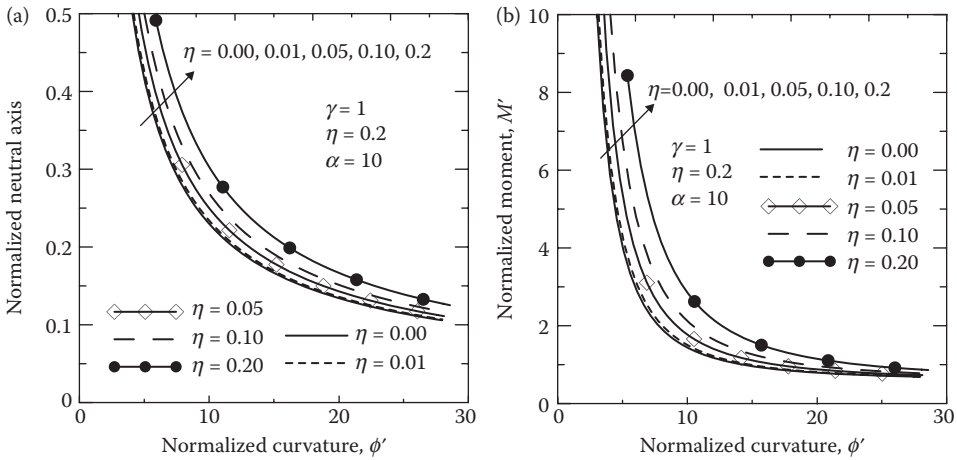 (a)
0.5
0.4
0.3
0.2
0.1
0
0
10
20
30
Normalized neutral axis
Normalized curvature, ϕ′
η = 0.00, 0.01, 0.05, 0.10, 0.2
γ = 1
η = 0.2
α = 10
η = 0.05
η = 0.10
η = 0.20
η = 0.00
η = 0.01
(b)
10
8
6
4
2
0
0
10
20
30
Normalized moment, M′
Normalized curvature, ϕ′
η=0.00, 0.01, 0.05, 0.10, 0.2
γ = 1
η = 0.2
α = 10
η = 0.00
η = 0.01
η = 0.05
η = 0.10
η = 0.20